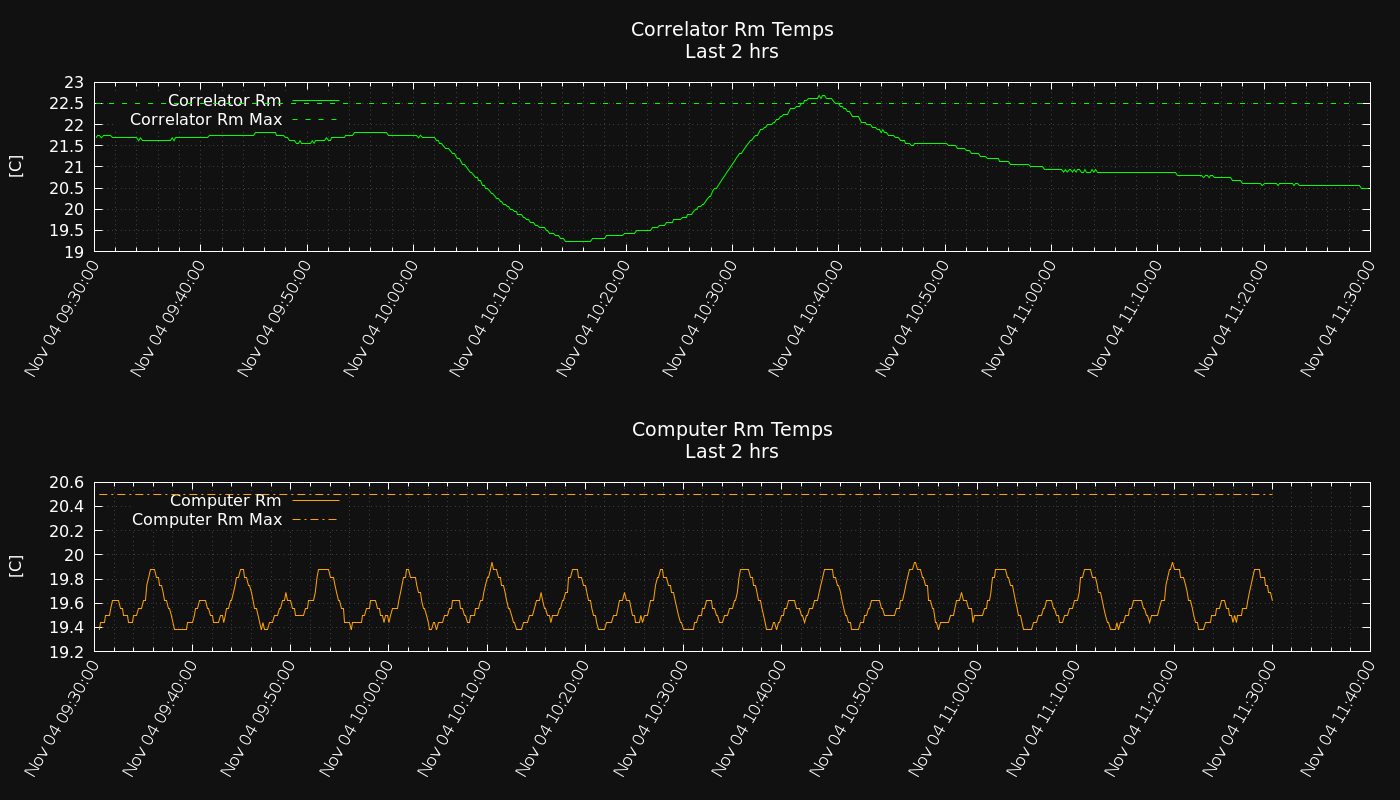 Correlator Rm Temps
Last 2 hrs
[C]
23
22.5
22
21.5
21
20.5
20
19.5
19
Correlator Rm
Correlator Rm Max
Nov 04 09:30:00
Nov 04 09:40:00
Nov 04 09:50:00
Nov 04 10:00:00
Nov 04 10:10:00
Nov 04 10:20:00
Nov 04 10:30:00
Nov 04 10:40:00
Nov 04 10:50:00
Nov 04 11:00:00
Nov 04 11:10:00
Nov 04 11:20:00
Nov 04 11:30:00
Computer Rm Temps
Last 2 hrs
[C]
20.6
20.4
20.2
20
19.8
19.6
19.4
19.2
Computer Rm
Computer Rm Max
Nov 04 09:30:00
Nov 04 09:40:00
Nov 04 09:50:00
Nov 04 10:00:00
Nov 04 10:10:00
Nov 04 10:20:00
Nov 04 10:30:00
Nov 04 10:40:00
Nov 04 10:50:00
Nov 04 11:00:00
Nov 04 11:10:00
Nov 04 11:20:00
Nov 04 11:30:00
Nov 04 11:40:00